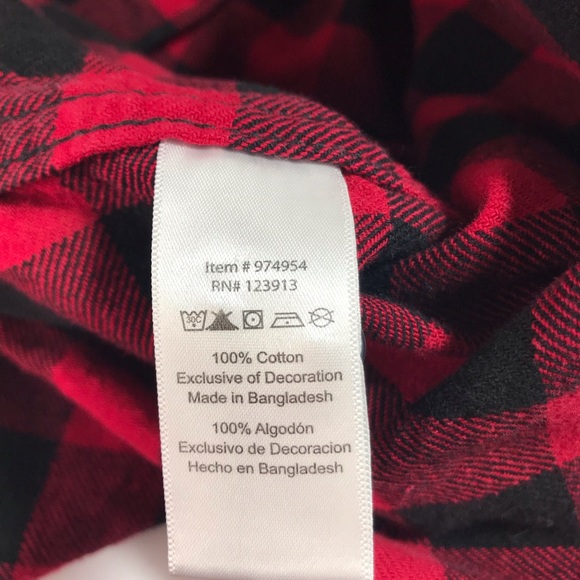 Item # 974954
RN# 123913
30C
100% Cotton
Exclusive of Decoration
Made in Bangladesh
100% Algodón
Exclusivo de Decoracion
Hecho en Bangladesh